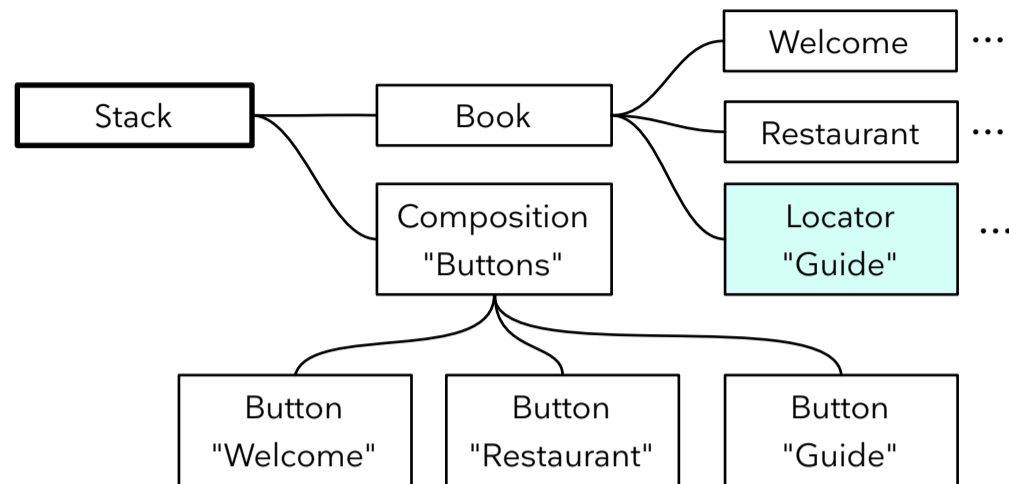 Welcome ...
Stack
Book
Restaurant ...
Composition
"Buttons"
Locator
"Guide"
...
Button
"Welcome"
Button
"Restaurant"
Button
"Guide"